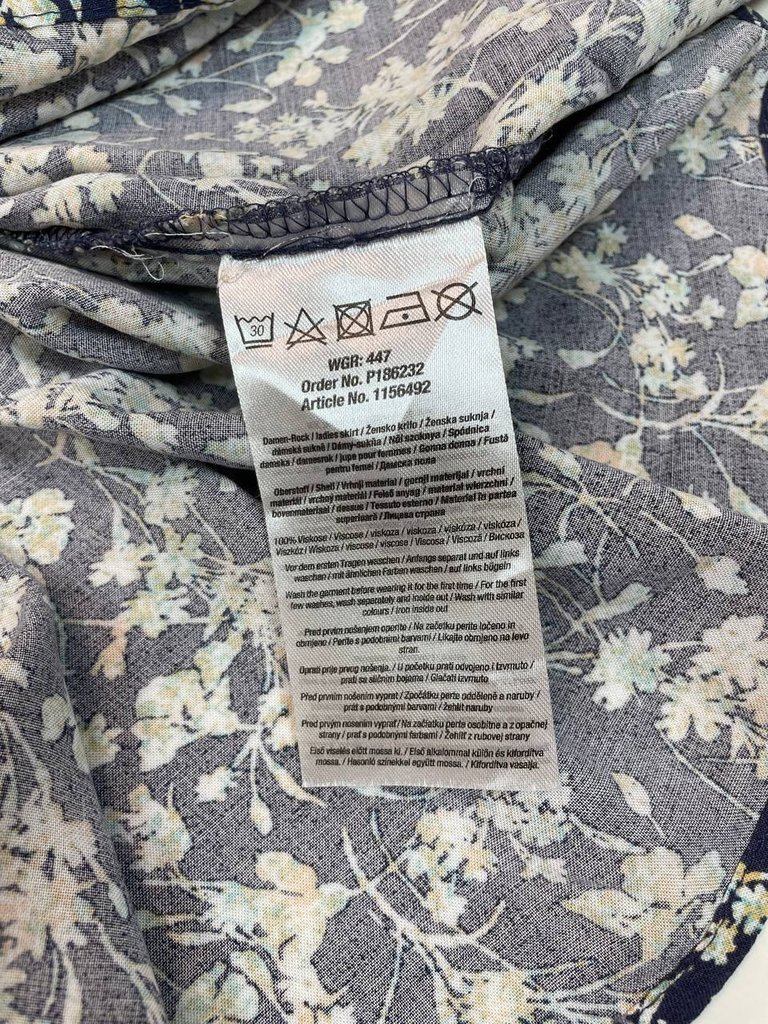 30
WGR: 447
Order No. P186232
Article No. 1156492
Damen-Rock / ladies skirt / Žensko krilo / Ženska suknja /
dámská sukně / Dámy-sukňa / Női szoknya / Spódnica
damska / damesrok / jupe pour femmes / Gonna donna / Fustă
pentru femei / Дамска пола
Oberstoff / Shell / Vrhnji material / gornji materijal / vrchní
materiál / vrchný materiál / Felső anyag / materiał wierzchni /
bovenmateriaal / dessus / Tessuto esterno / Material în partea
superioară / Лицева страна
100% Viskose / Viscose / viskoza / viskoza / viskóza / viskóza /
Viszkóz / Wiskoza / viscose / viscose / Viscosa / Viscoză / Вискоза
Vor dem ersten Tragen waschen / Anfangs separat und auf links
waschen / mit ähnlichen Farben waschen / auf links bügeln
Wash the garment before wearing it for the first time / For the first
few washes, wash separately and inside out / Wash with similar
colours / iron inside out
Pred prvim nošenjem operite / Na začetku perite ločeno in
obrnjeno / Perite s podobnimi barvami / Likajte obrnjeno na levo
stran.
Oprati prije prvog nošenja. / U početku prati odvojeno i izvrnuto /
prati sa sličnim bojama / Glačati izvrnuto
Před prvním nošením vyprat / Zpočátku perte odděleně a naruby /
prát s podobnými barvami / žehlit naruby
Pred prvým nosením vyprať / Na začiatku perte osobitne a z opačnej
strany / prať s podobnými farbami / Žehliť z rubovej strany
Első viselés előtt mossa ki. / Első alkalommal külön és kifordítva
mossa. / Hasonló színekkel együtt mossa. / Kifordítva vasalja.